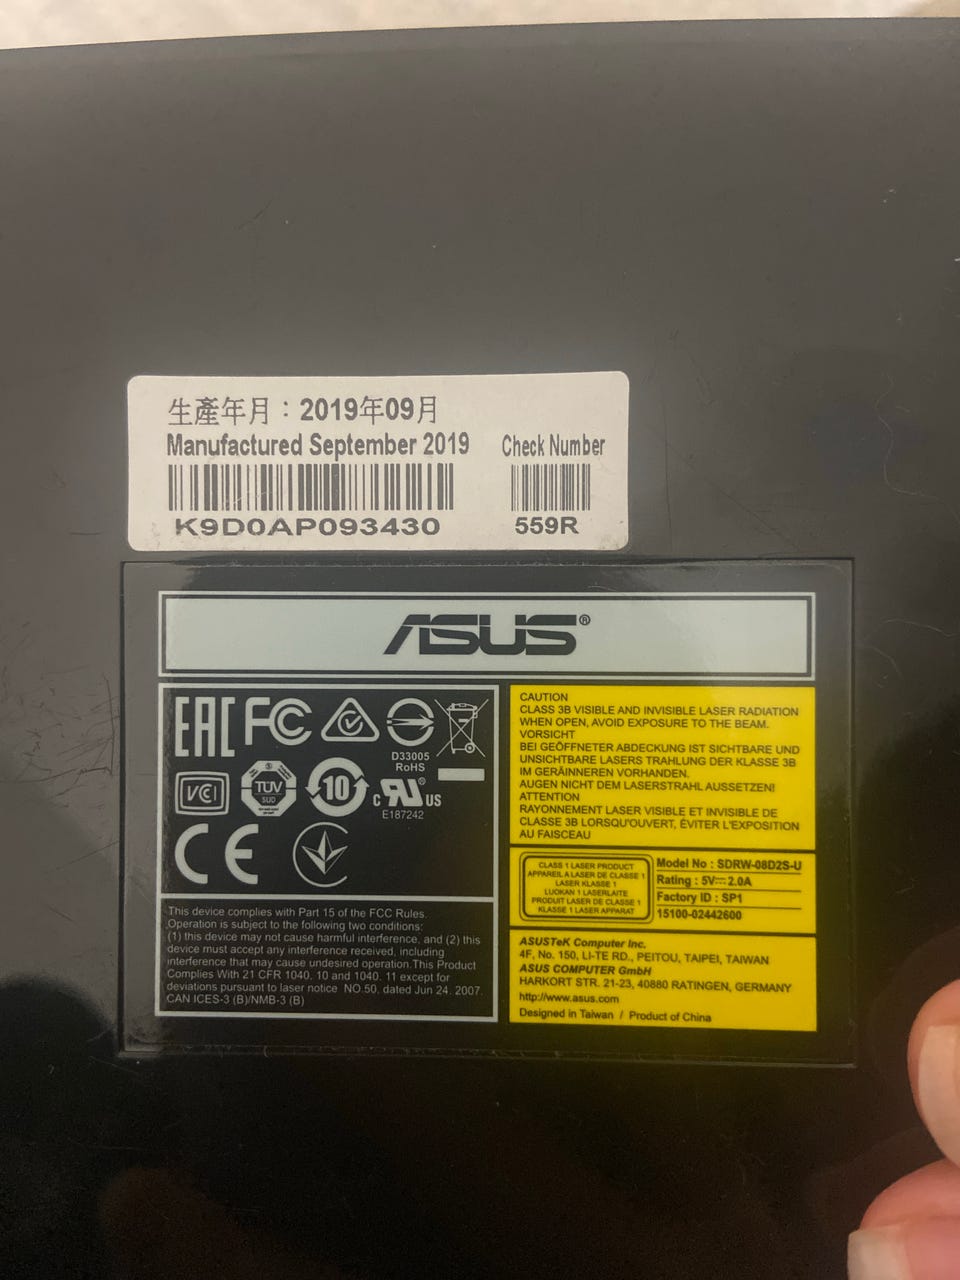 生產年月：2019年09月
Manufactured September 2019
Check Number
K9D0AP093430
559R
ASUS®
EAC FC
D33005
RoHS
VCI
TÜV
SUD
10
c RU® US
E187242
CE
This device complies with Part 15 of the FCC Rules.
Operation is subject to the following two conditions:
(1) this device may not cause harmful interference, and (2) this
device must accept any interference received, including
interference that may cause undesired operation.This Product
Complies With 21 CFR 1040. 10 and 1040. 11 except for
deviations pursuant to laser notice NO.50, dated Jun 24. 2007.
CAN ICES-3 (B)/NMB-3 (B)
CAUTION
CLASS 3B VISIBLE AND INVISIBLE LASER RADIATION
WHEN OPEN, AVOID EXPOSURE TO THE BEAM.
VORSICHT
BEI GEÖFFNETER ABDECKUNG IST SICHTBARE UND
UNSICHTBARE LASERS TRAHLUNG DER KLASSE 3B
IM GERÄINNEREN VORHANDEN.
AUGEN NICHT DEM LASERSTRAHL AUSSETZEN!
ATTENTION
RAYONNEMENT LASER VISIBLE ET INVISIBLE DE
CLASSE 3B LORSQU'OUVERT, ÉVITER L'EXPOSITION
AU FAISCEAU
CLASS 1 LASER PRODUCT
APPAREIL A LASER DE CLASSE 1
LASER KLASSE 1
LUOKAN 1 LASERLAITE
PRODUIT LASER DE CLASSE 1
KLASSE 1 LASER APPARAT
Model No : SDRW-08D2S-U
Rating : 5V⎓2.0A
Factory ID : SP1
15100-02442600
ASUSTeK Computer Inc.
4F, No. 150, LI-TE RD., PEITOU, TAIPEI, TAIWAN
ASUS COMPUTER GmbH
HARKORT STR. 21-23, 40880 RATINGEN, GERMANY
http://www.asus.com
Designed in Taiwan / Product of China